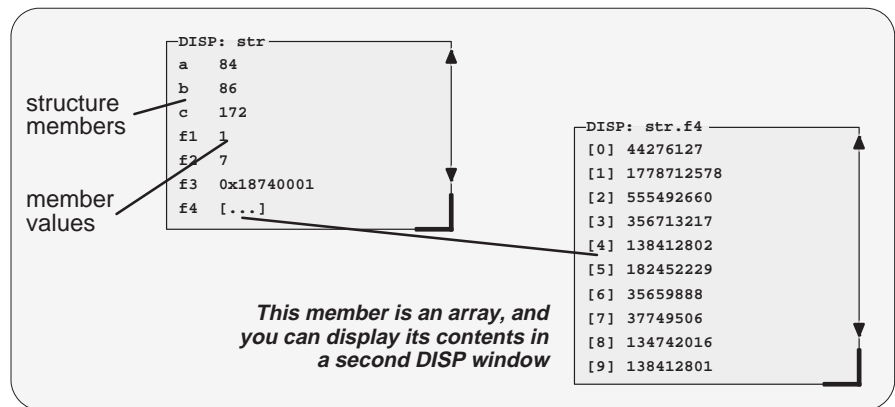 DISP: str
a 84
b 86
c 172
f1 1
f2 7
f3 0x18740001
f4 [...]
structure
members
member
values
DISP: str.f4
[0] 44276127
[1] 1778712578
[2] 555492660
[3] 356713217
[4] 138412802
[5] 182452229
[6] 35659888
[7] 37749506
[8] 134742016
[9] 138412801
This member is an array, and
you can display its contents in
a second DISP window